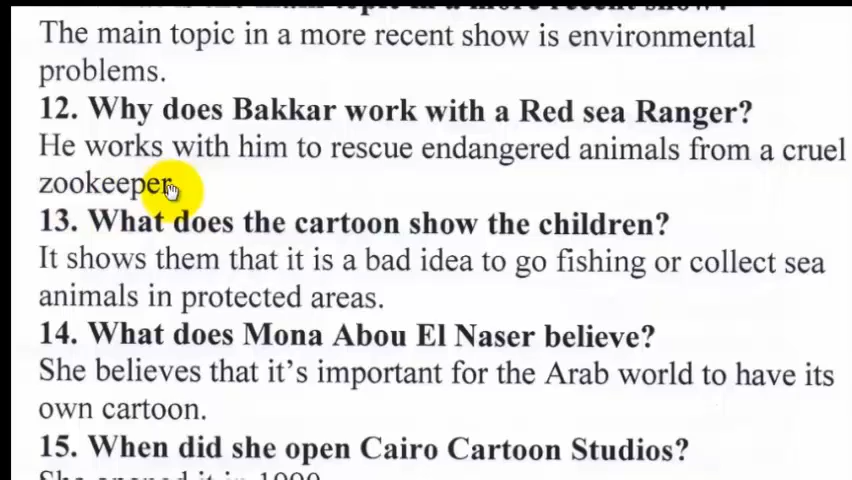 The main topic in a more recent show is environmental
problems.
12. Why does Bakkar work with a Red sea Ranger?
He works with him to rescue endangered animals from a cruel
zookeeper.
13. What does the cartoon show the children?
It shows them that it is a bad idea to go fishing or collect sea
animals in protected areas.
14. What does Mona Abou El Naser believe?
She believes that it's important for the Arab world to have its
own cartoon.
15. When did she open Cairo Cartoon Studios?